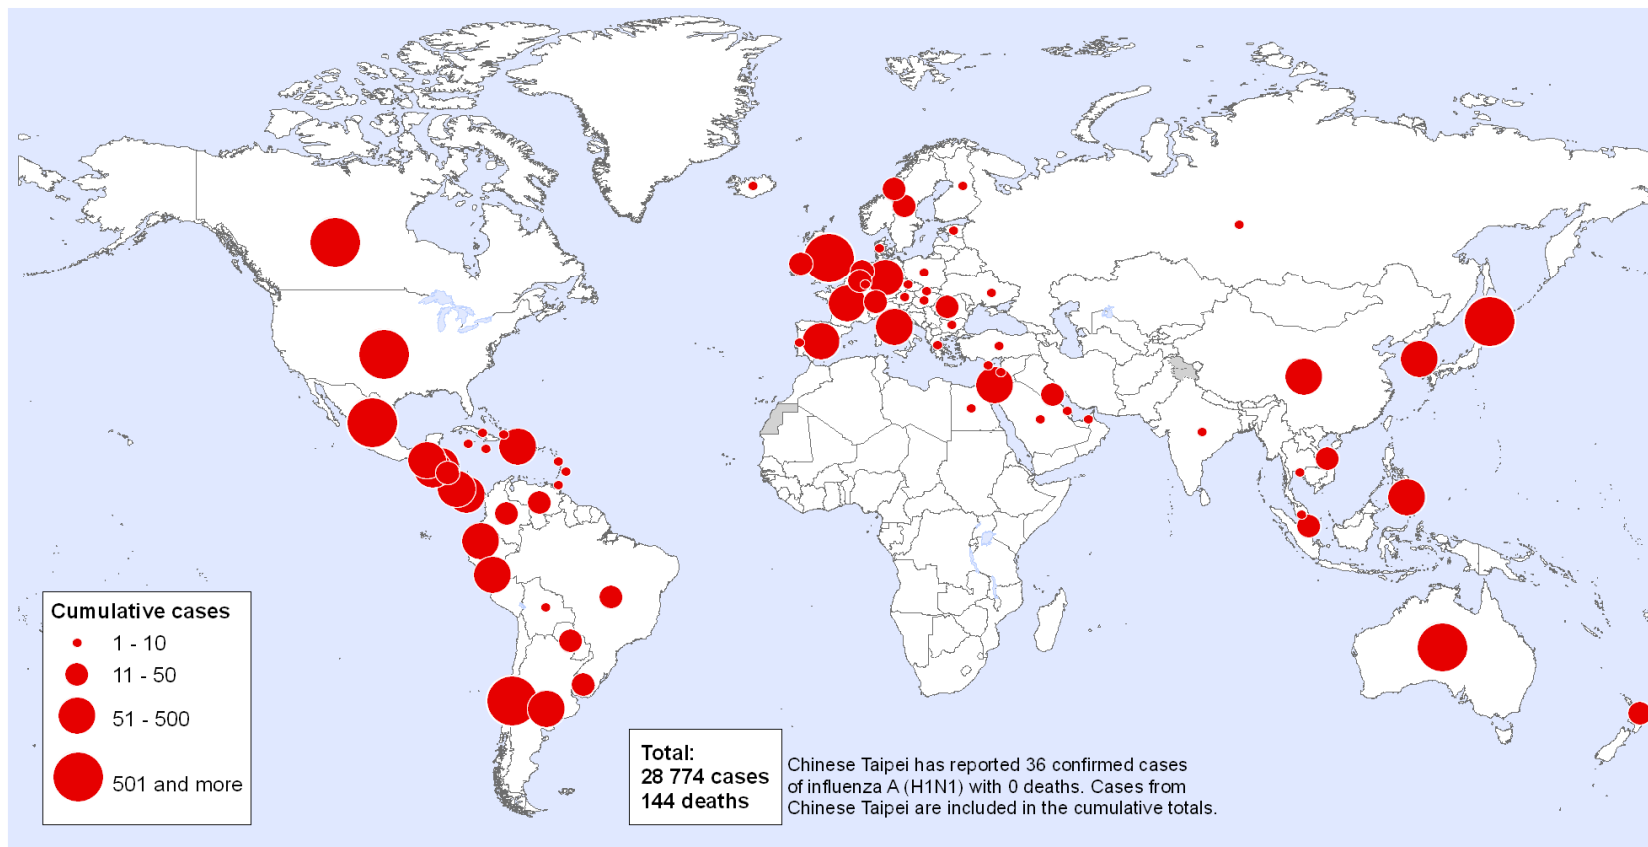 Cumulative cases
1 - 10
11 - 50
51 - 500
501 and more
Total:
28 774 cases
144 deaths
Chinese Taipei has reported 36 confirmed cases
of influenza A (H1N1) with 0 deaths. Cases from
Chinese Taipei are included in the cumulative totals.